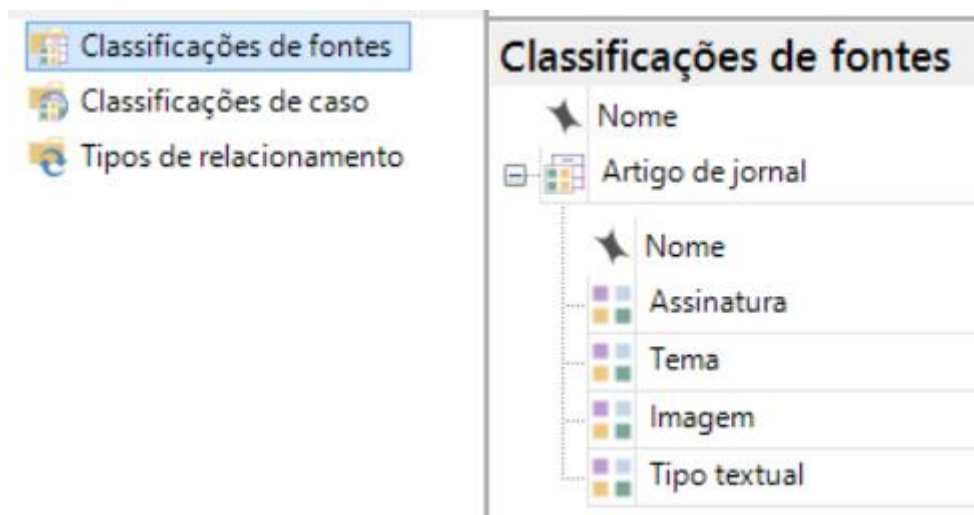 Classificações de fontes
Classificações de caso
Tipos de relacionamento
Classificações de fontes
Nome
Artigo de jornal
Nome
Assinatura
Tema
Imagem
Tipo textual